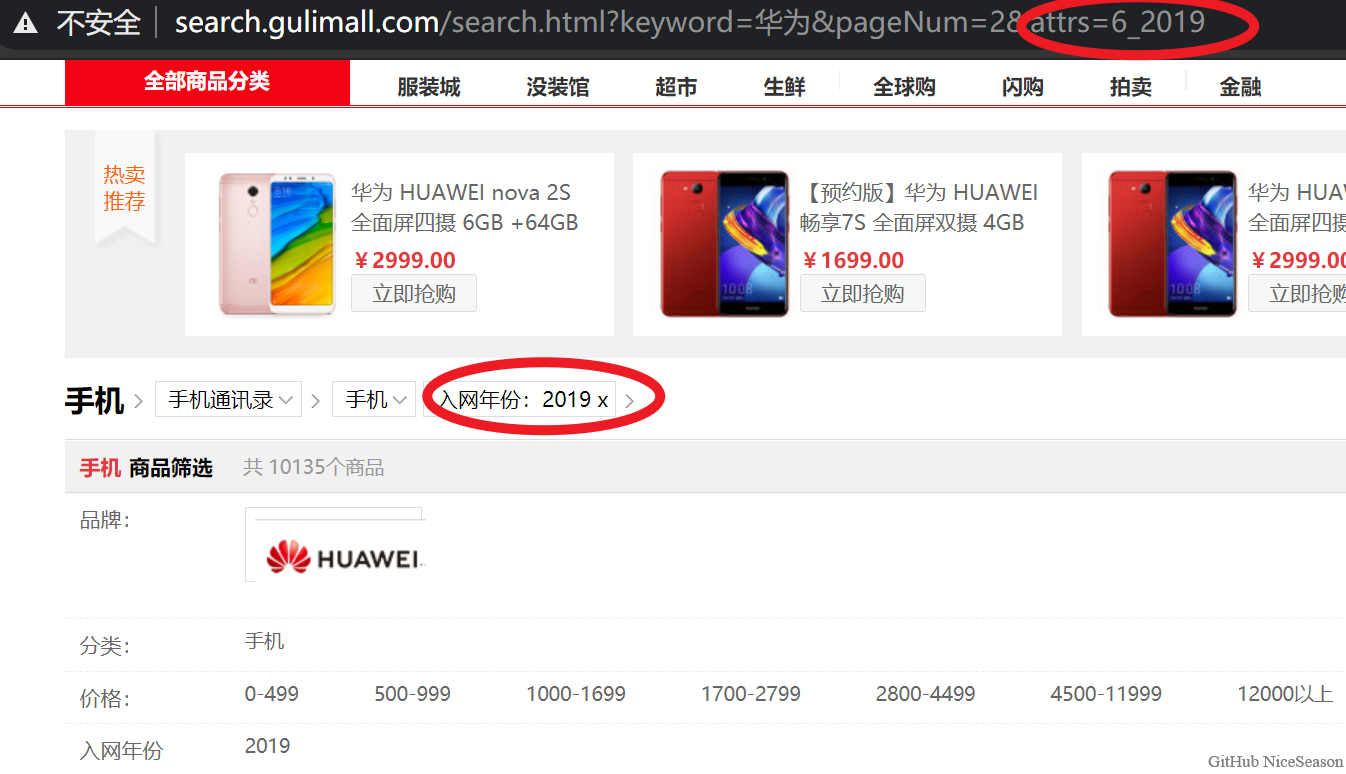 不安全 search.gulimall.com/search.html?keyword=华为&pageNum=2&attrs=6_2019
全部商品分类 服装城 没装馆 超市 生鲜 全球购 闪购 拍卖 金融
热卖
推荐
华为 HUAWEI nova 2S
全面屏四摄 6GB +64GB
¥2999.00
立即抢购
【预约版】华为 HUAWEI
畅享7S 全面屏双摄 4GB
¥1699.00
立即抢购
华为 HUAW
全面屏四摄
¥2999.00
立即抢购
手机 > 手机通讯录 > 手机 入网年份：2019 x >
手机 商品筛选 共 10135个商品
品牌：
HUAWEI
分类： 手机
价格： 0-499 500-999 1000-1699 1700-2799 2800-4499 4500-11999 12000以上
入网年份 2019
GitHub NiceSeason